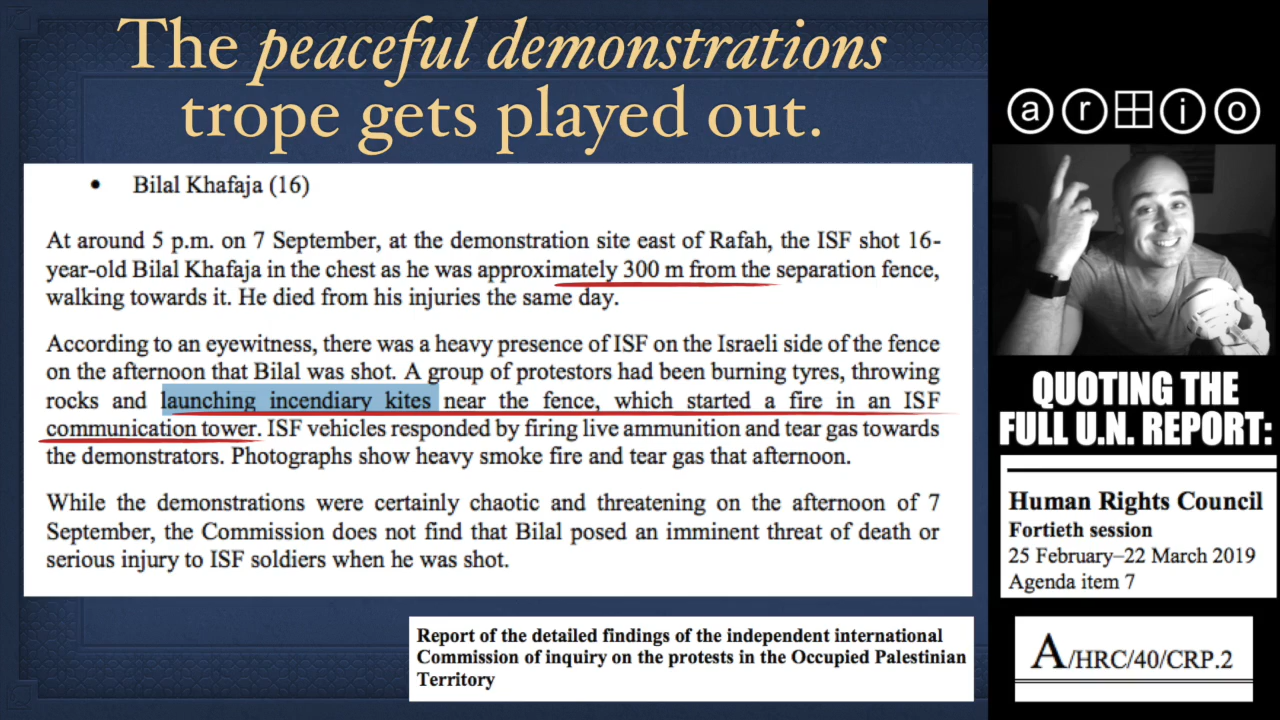 The peaceful demonstrations
trope gets played out.
• Bilal Khafaja (16)
At around 5 p.m. on 7 September, at the demonstration site east of Rafah, the ISF shot 16-
year-old Bilal Khafaja in the chest as he was approximately 300 m from the separation fence,
walking towards it. He died from his injuries the same day.
According to an eyewitness, there was a heavy presence of ISF on the Israeli side of the fence
on the afternoon that Bilal was shot. A group of protestors had been burning tyres, throwing
rocks and launching incendiary kites near the fence, which started a fire in an ISF
communication tower. ISF vehicles responded by firing live ammunition and tear gas towards
the demonstrators. Photographs show heavy smoke fire and tear gas that afternoon.
While the demonstrations were certainly chaotic and threatening on the afternoon of 7
September, the Commission does not find that Bilal posed an imminent threat of death or
serious injury to ISF soldiers when he was shot.
Report of the detailed findings of the independent international
Commission of inquiry on the protests in the Occupied Palestinian
Territory
a r i o
QUOTING THE
FULL U.N. REPORT:
Human Rights Council
Fortieth session
25 February–22 March 2019
Agenda item 7
A/HRC/40/CRP.2